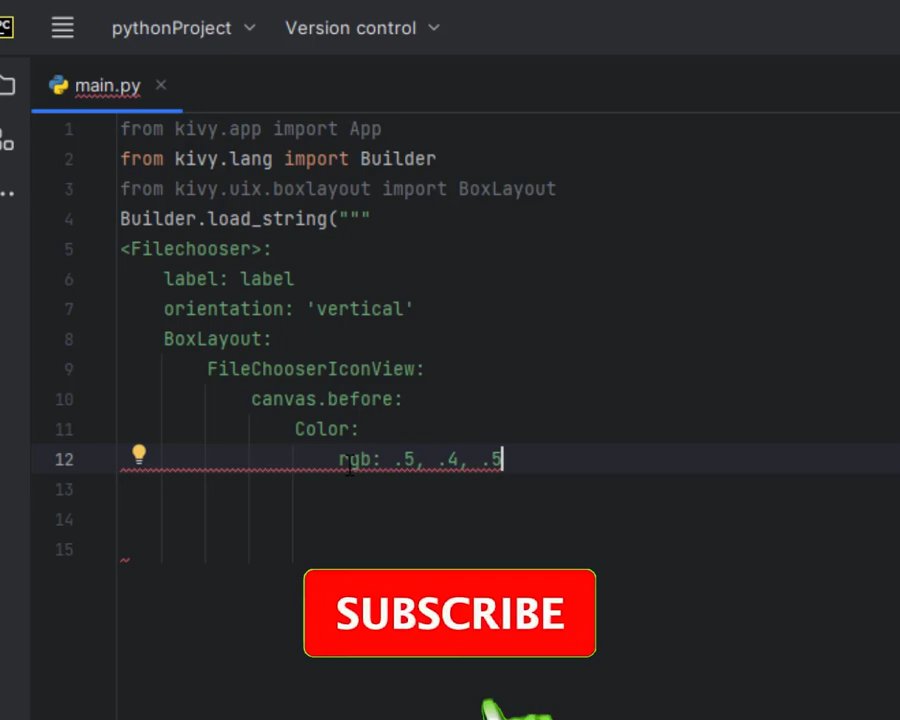 PC
pythonProject Version control
main.py
1 from kivy.app import App
2 from kivy.lang import Builder
3 from kivy.uix.boxlayout import BoxLayout
4 Builder.load_string("""
5 <Filechooser>:
6 label: label
7 orientation: 'vertical'
8 BoxLayout:
9 FileChooserIconView:
10 canvas.before:
11 Color:
12 rgb: .5, .4, .5
13
14
15
SUBSCRIBE